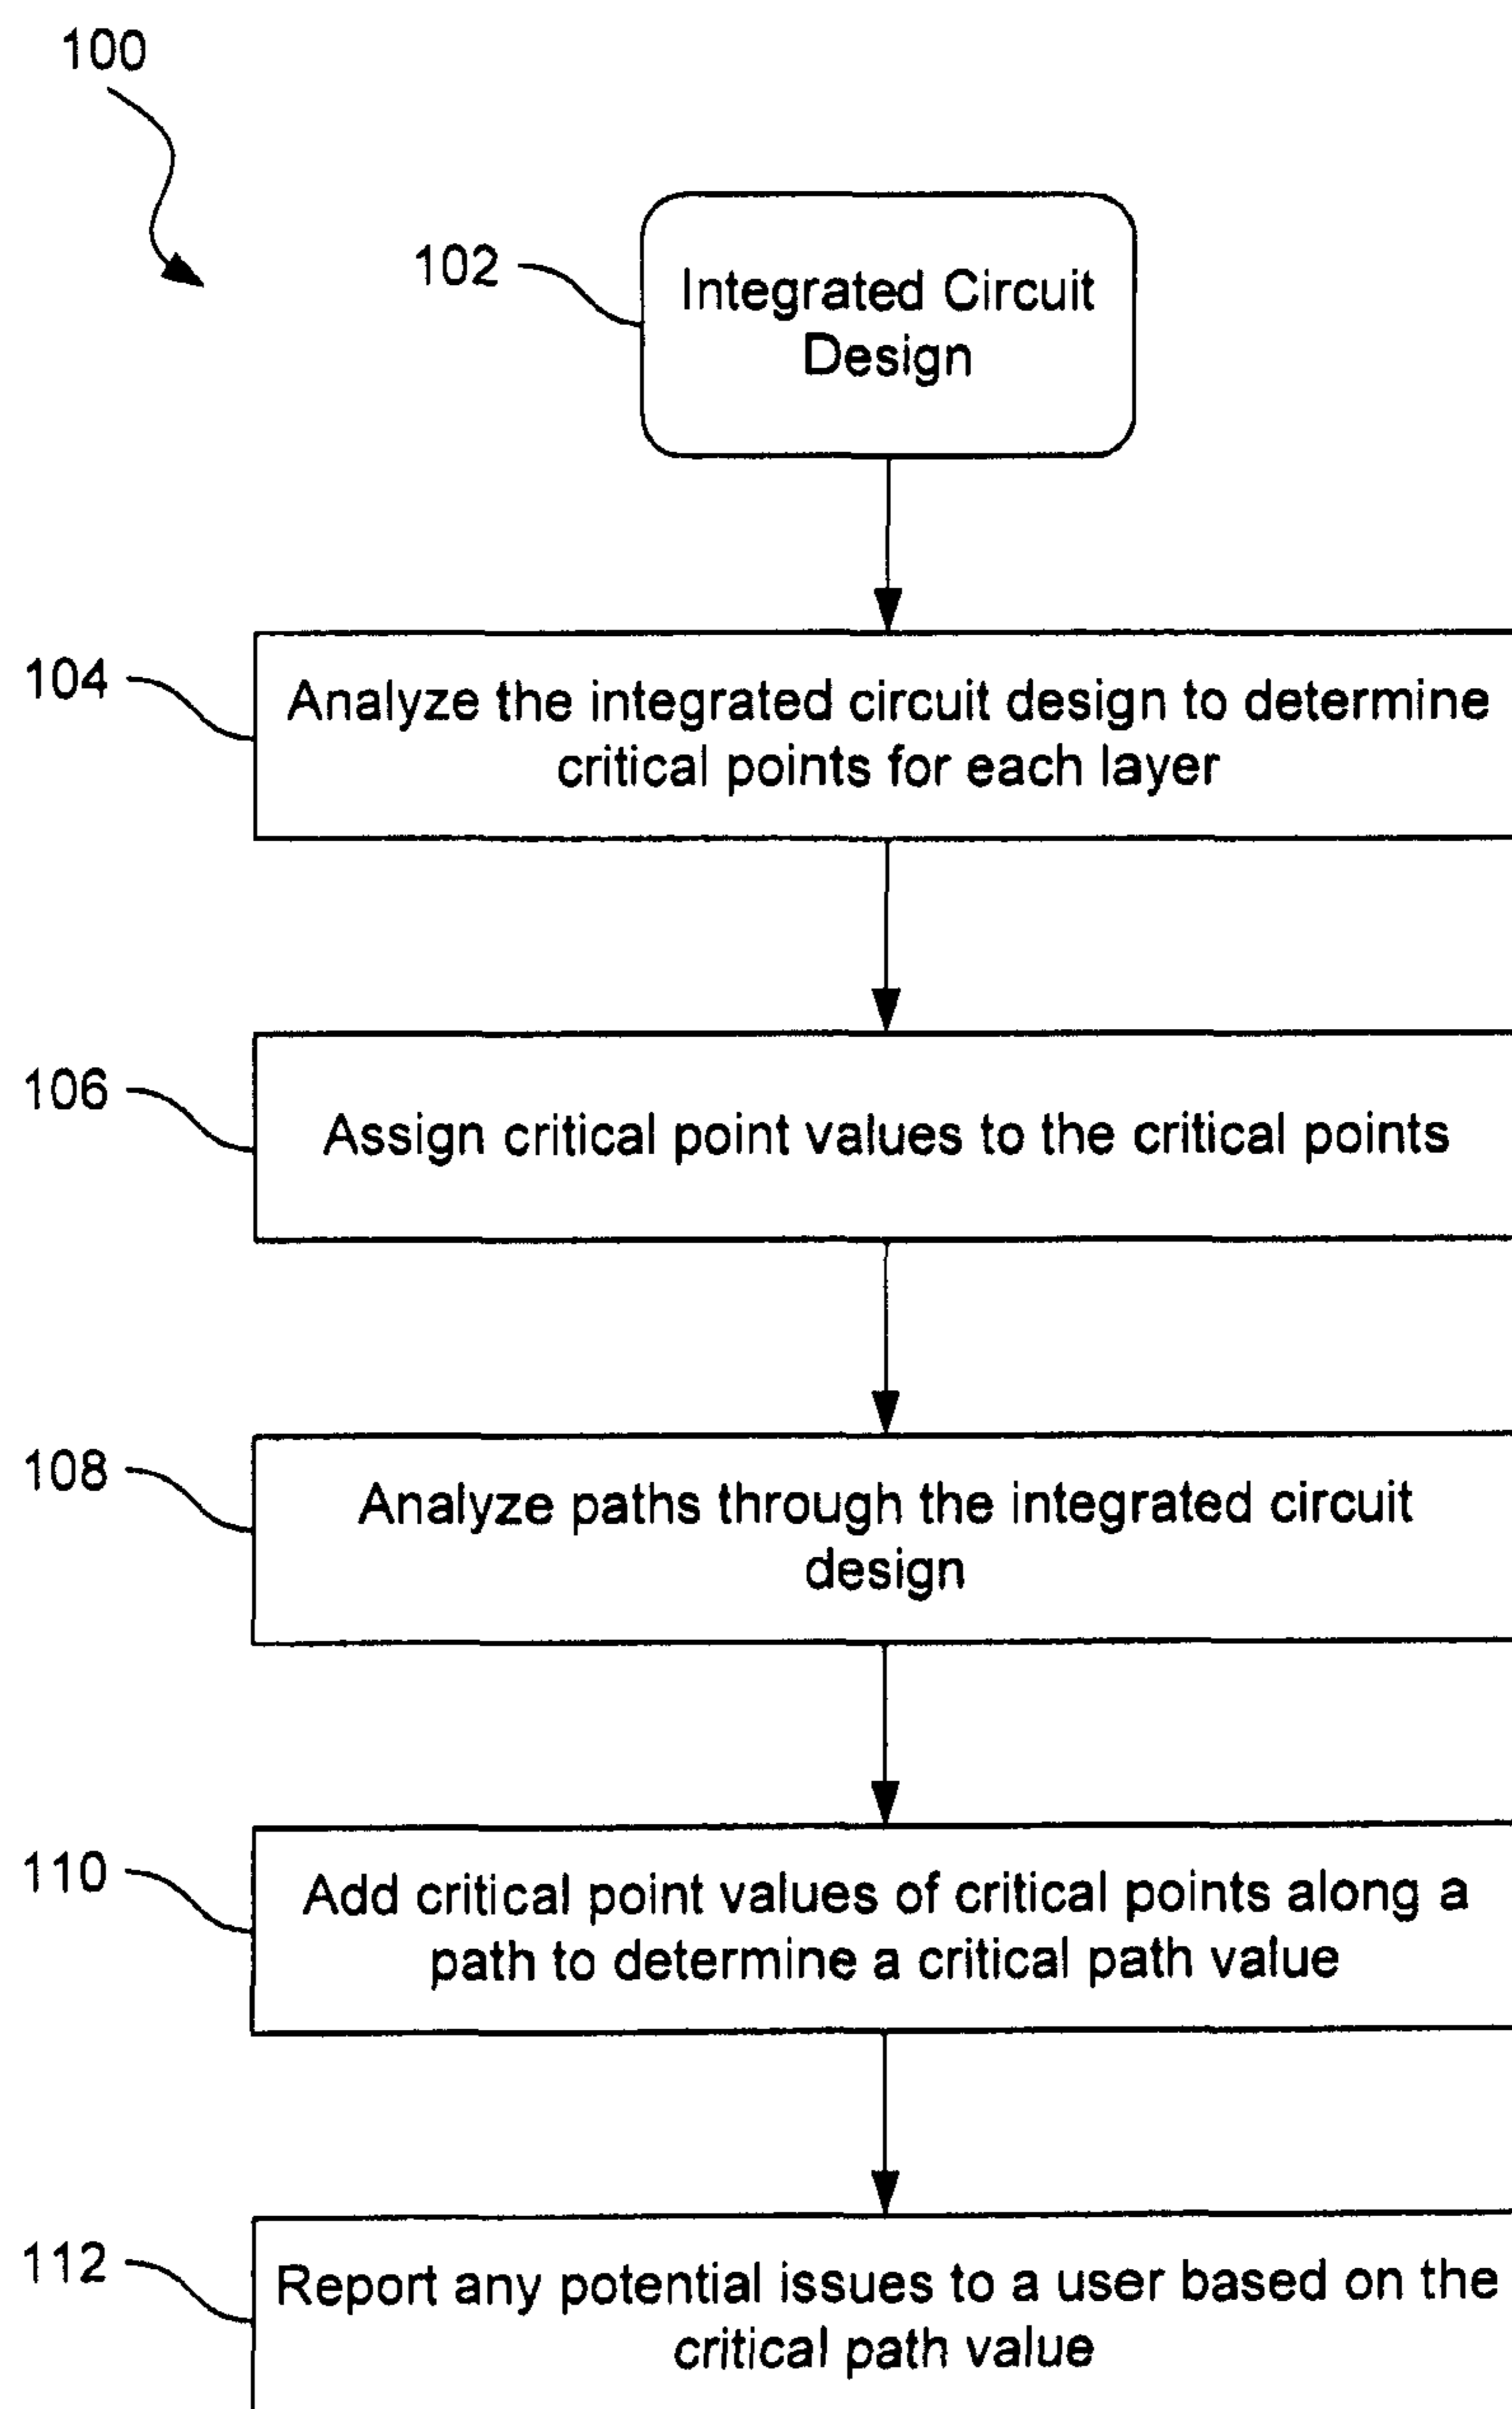 100
102
Integrated Circuit
Design
104
Analyze the integrated circuit design to determine
critical points for each layer
106
Assign critical point values to the critical points
108
Analyze paths through the integrated circuit
design
110
Add critical point values of critical points along a
path to determine a critical path value
112
Report any potential issues to a user based on the
critical path value